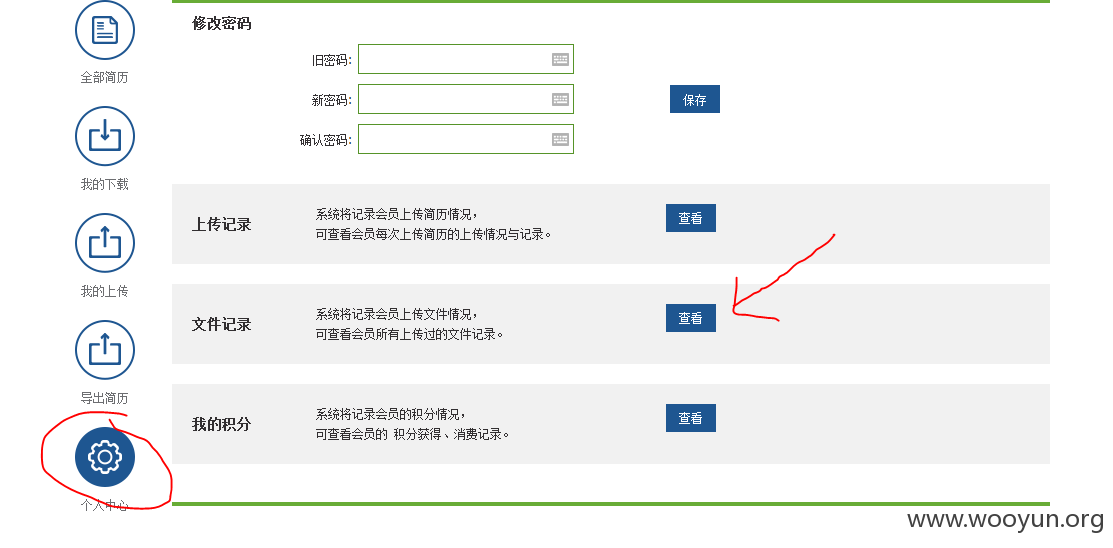 修改密码
旧密码:
新密码:
保存
确认密码:
全部简历
我的下载
我的上传
导出简历
个人中心
上传记录
系统将记录会员上传简历情况，
可查看会员每次上传简历的上传情况与记录。
查看
文件记录
系统将记录会员上传文件情况，
可查看会员所有上传过的文件记录。
查看
我的积分
系统将记录会员的积分情况，
可查看会员的 积分获得、消费记录。
查看
www.wooyun.org